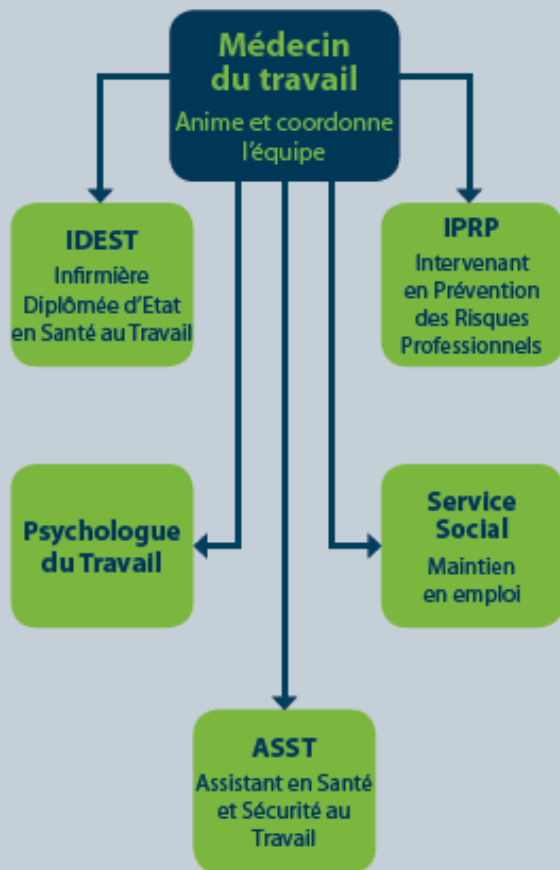 Médecin
du travail
Anime et coordonne
l'équipe
IDEST
Infirmière
Diplômée d'Etat
en Santé au Travail
IPRP
Intervenant
en Prévention
des Risques
Professionnels
Psychologue
du Travail
Service
Social
Maintien
en emploi
ASST
Assistant en Santé
et Sécurité au
Travail